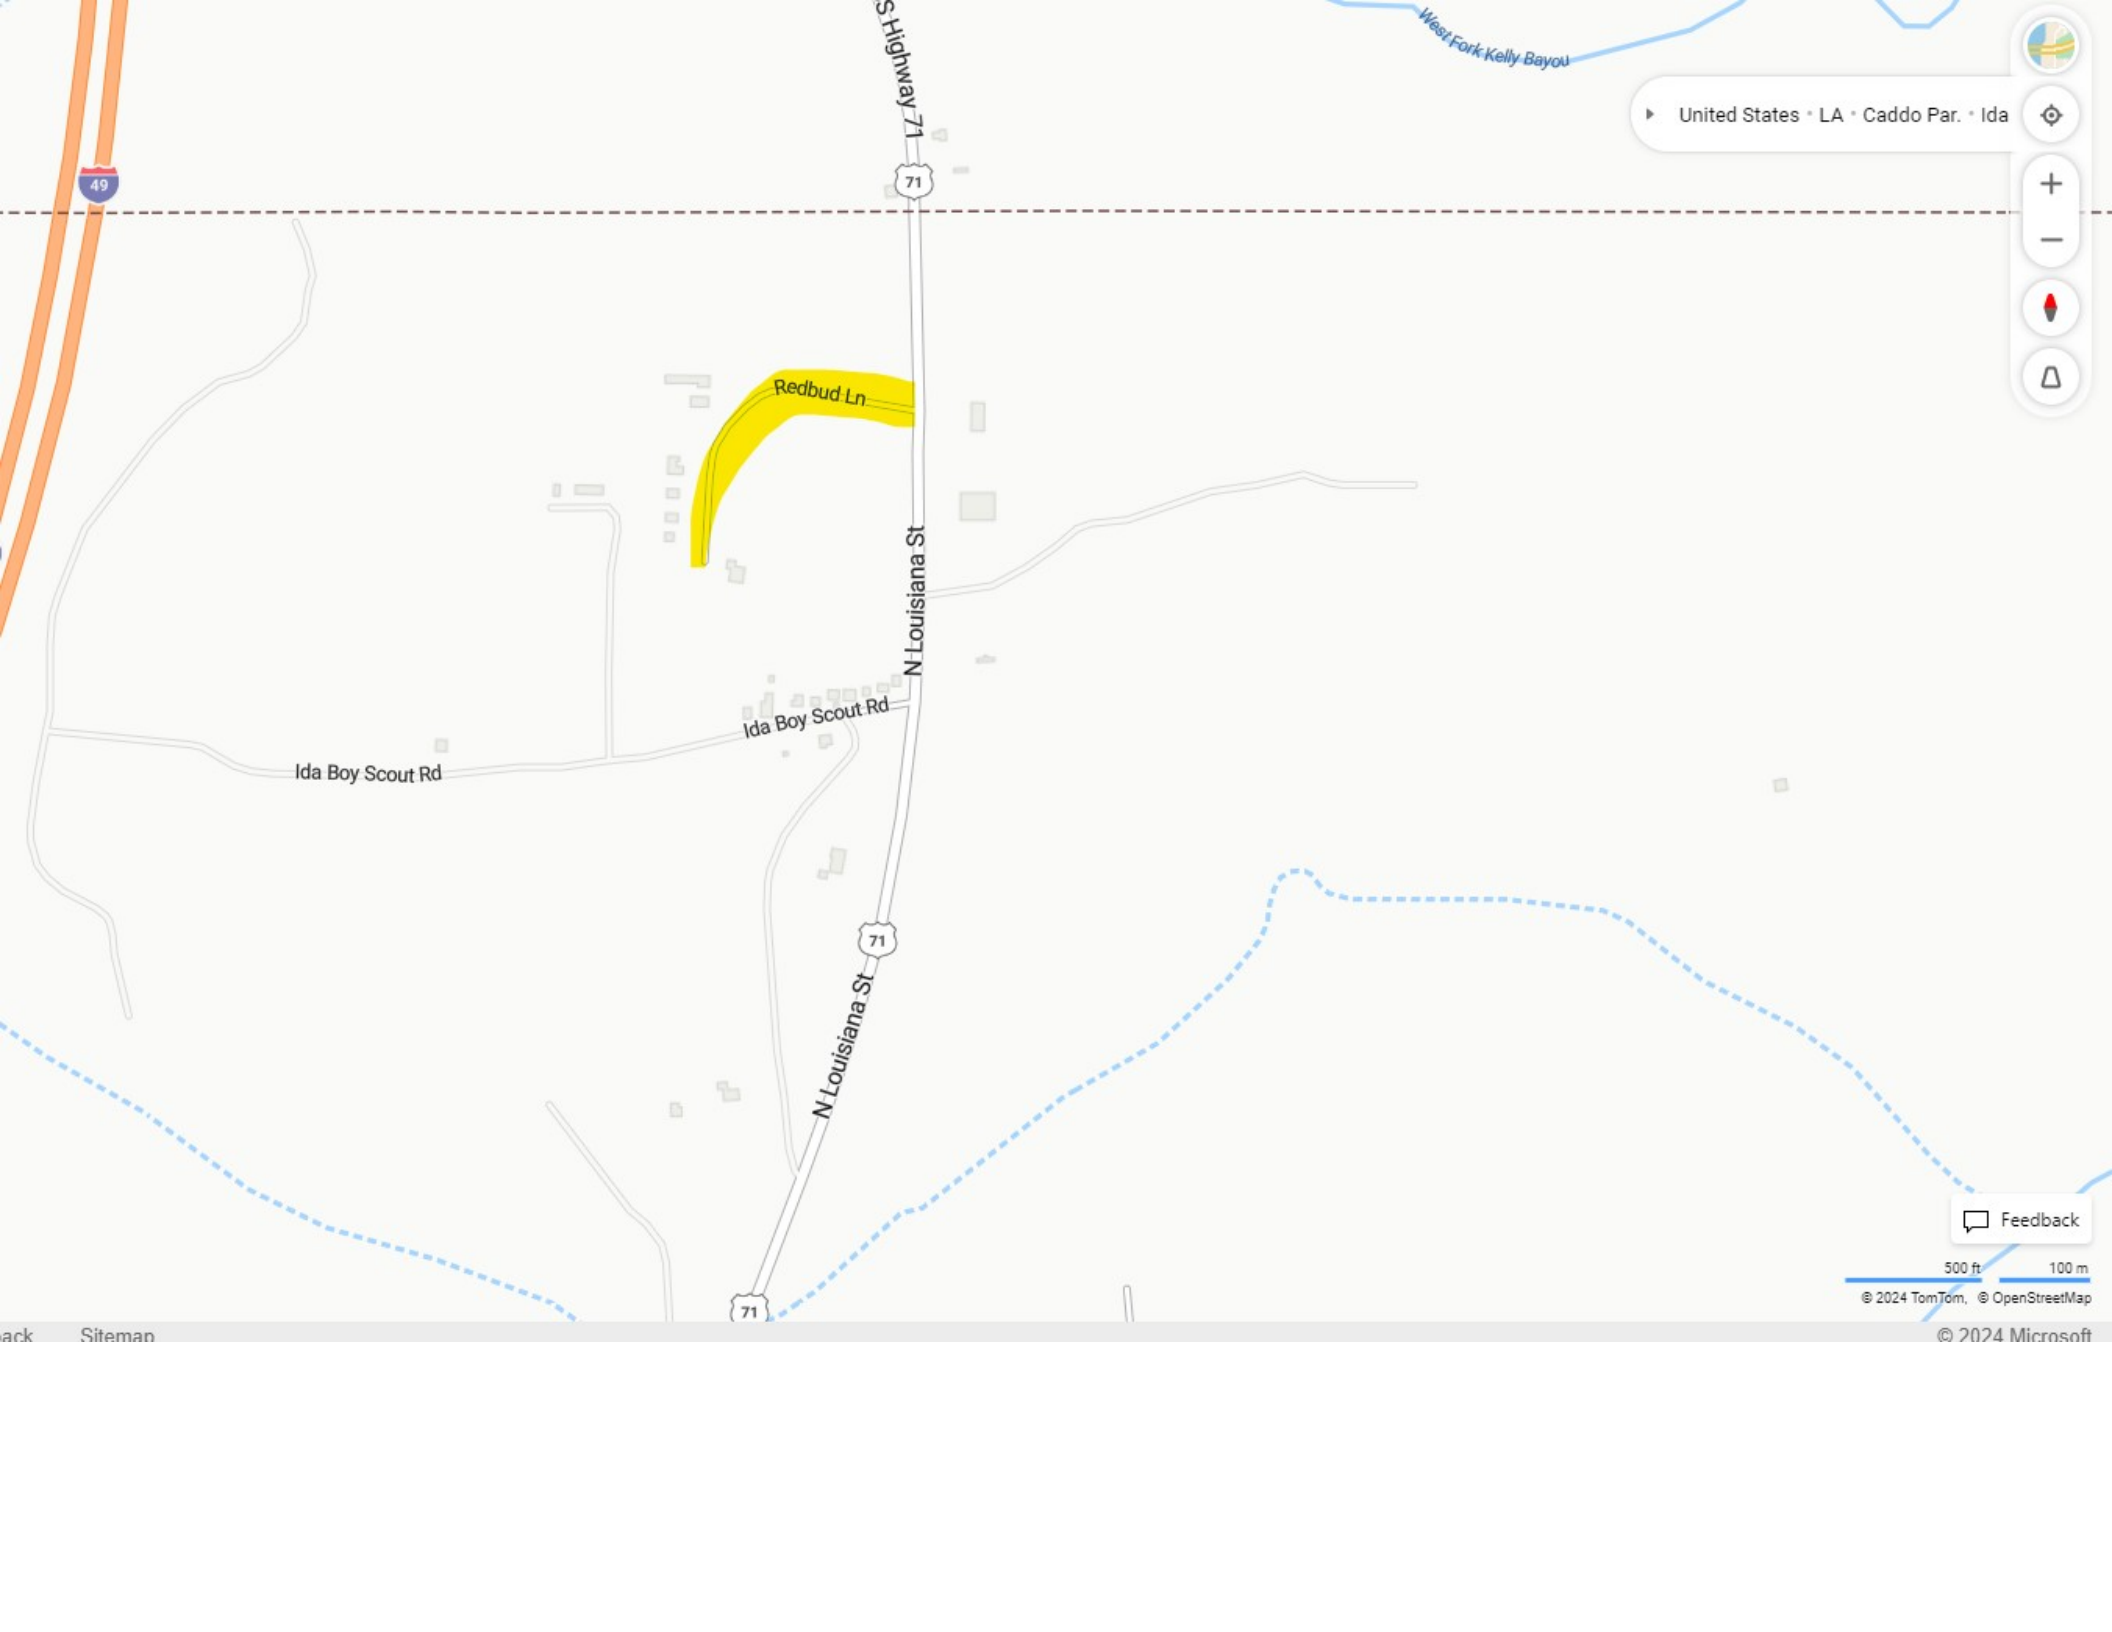 S Highway 71
West Fork Kelly Bayou
United States • LA • Caddo Par. • Ida
49
71
Redbud Ln
N Louisiana St
Ida Boy Scout Rd
Ida Boy Scout Rd
71
N Louisiana St
Feedback
500 ft 100 m
71
© 2024 TomTom, © OpenStreetMap
ack Sitemap © 2024 Microsoft